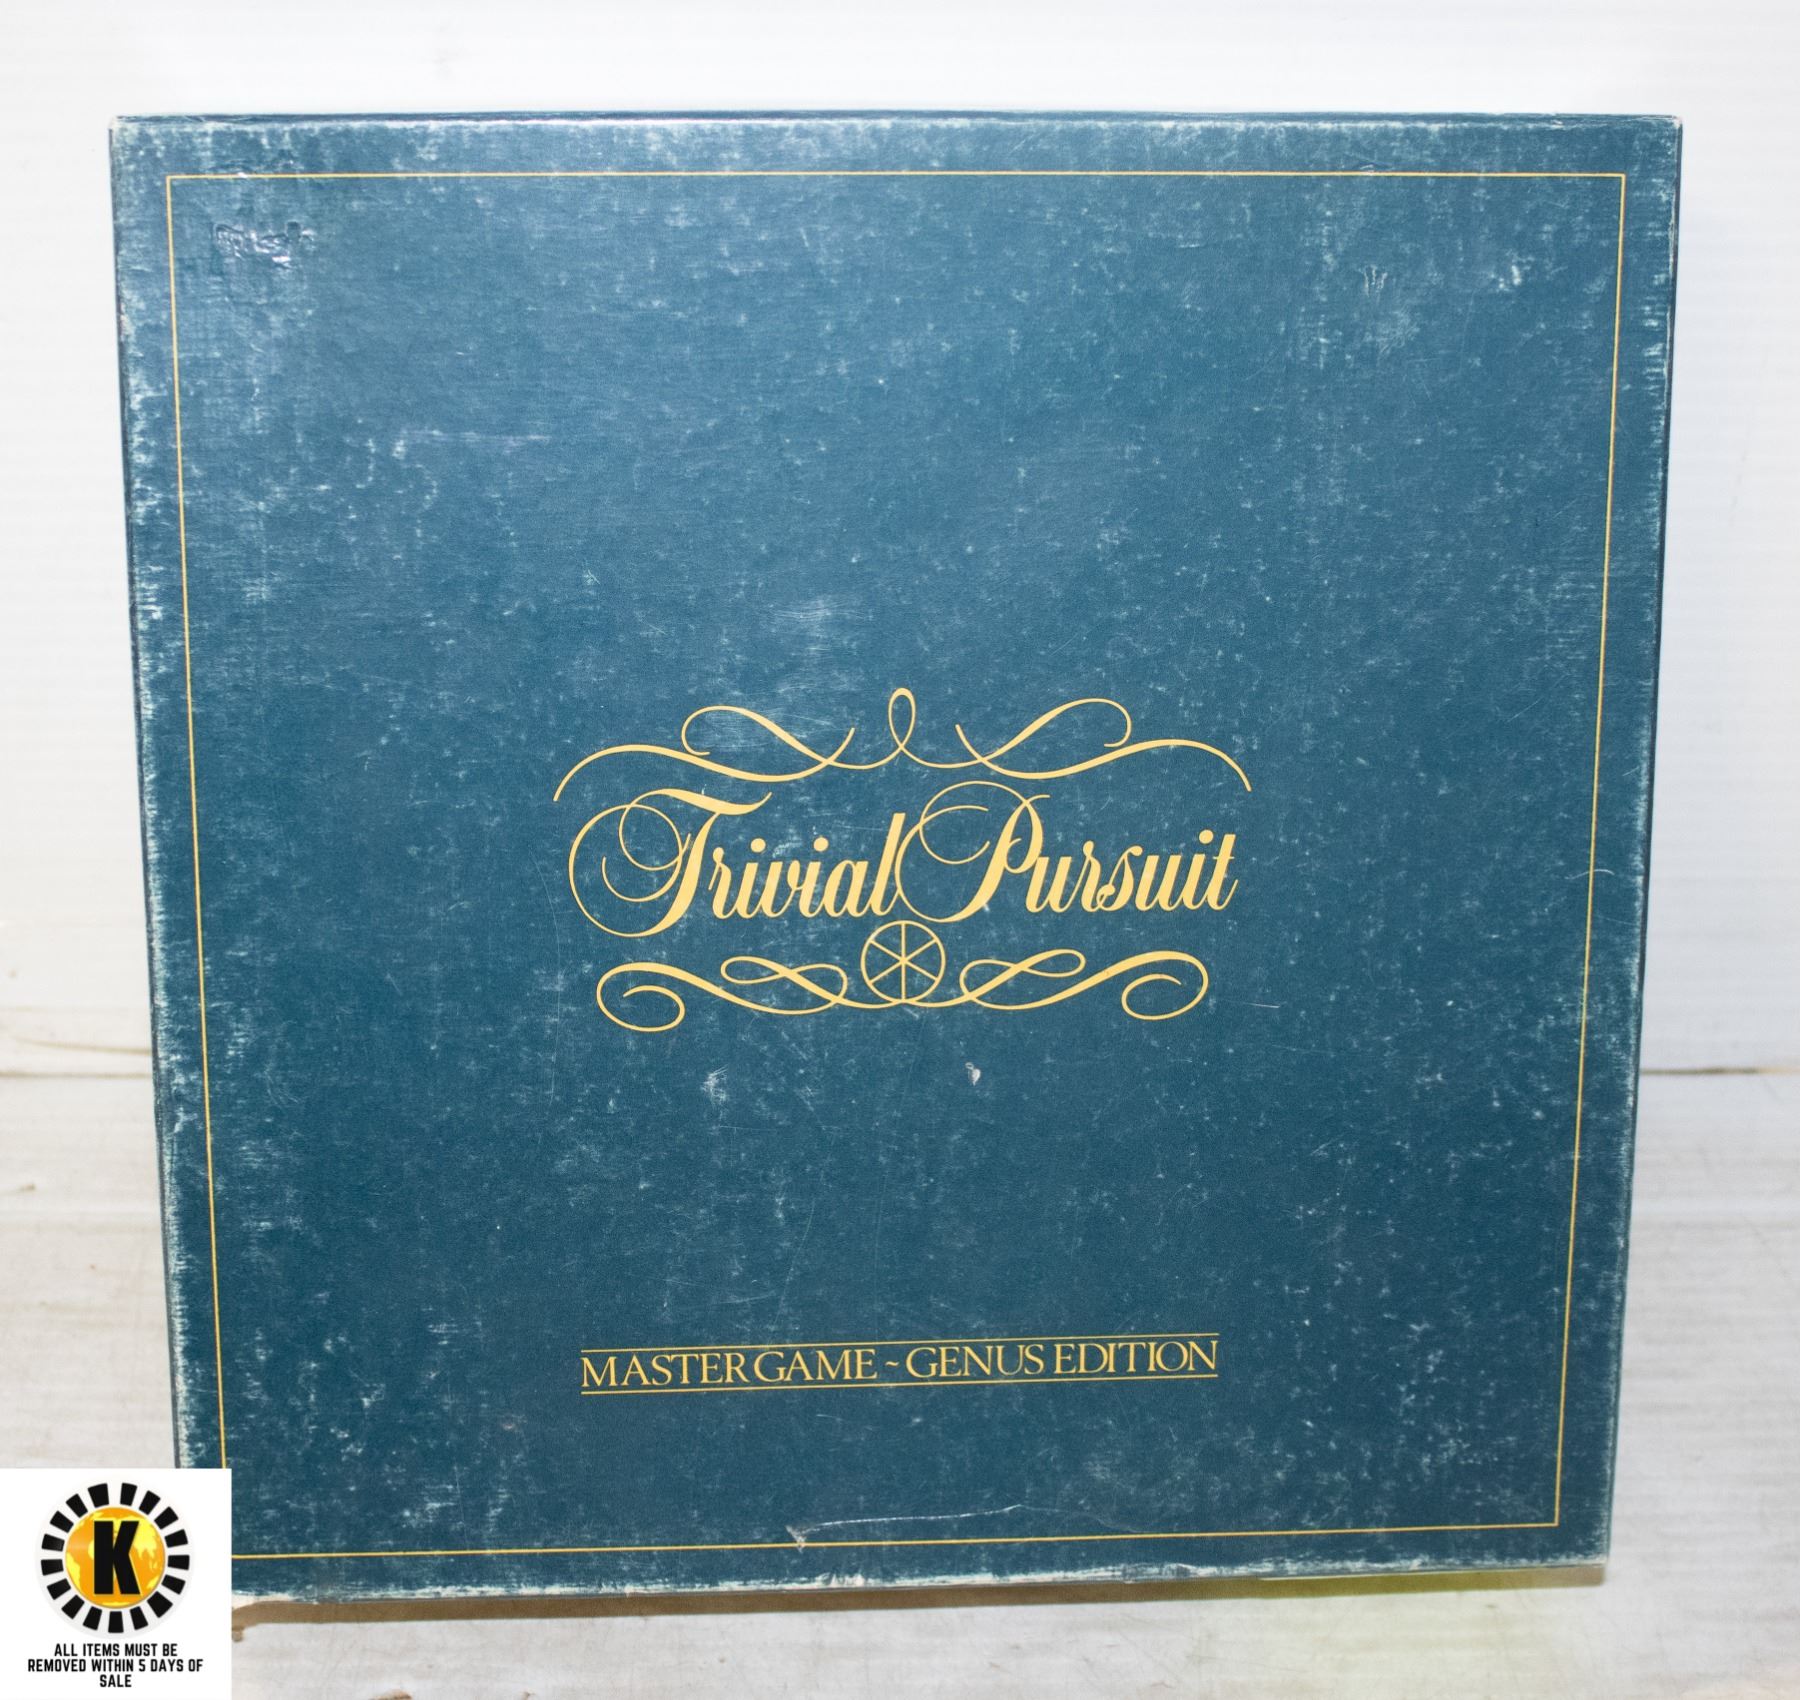 Trivial Pursuit
MASTER GAME ~ GENUS EDITION
K
ALL ITEMS MUST BE
REMOVED WITHIN 5 DAYS OF
SALE